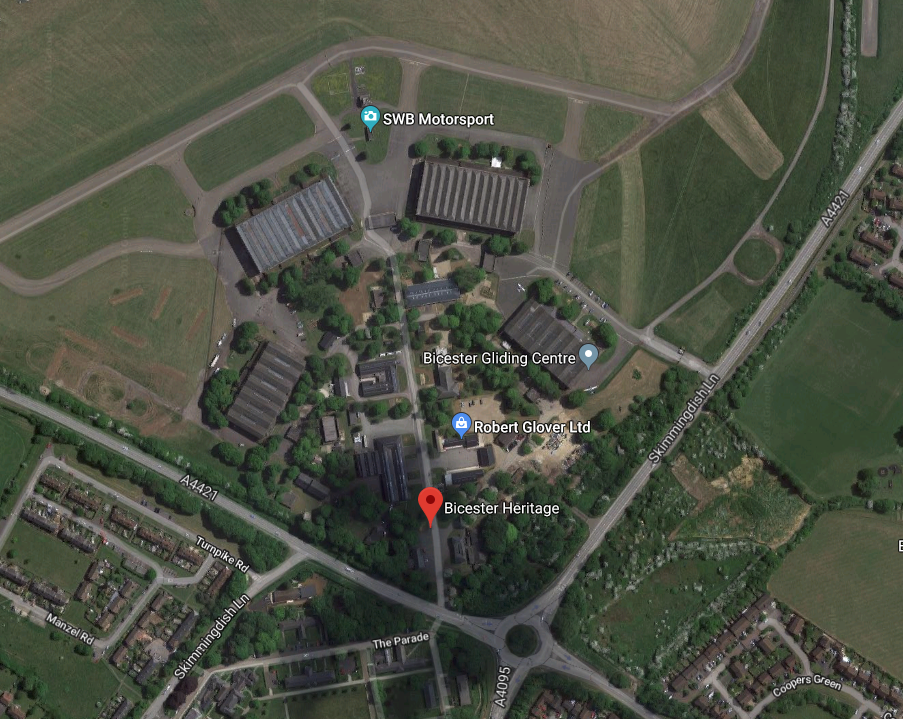 SWB Motorsport
A4421
Bicester Gliding Centre
Skimmingdish Ln
Robert Glover Ltd
A4421
Bicester Heritage
Turnpike Rd
Manzel Rd
Skimmingdish Ln
The Parade
A4095
Coopers Green